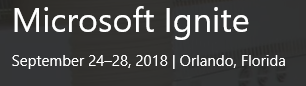 Microsoft Ignite
September 24–28, 2018 | Orlando, Florida